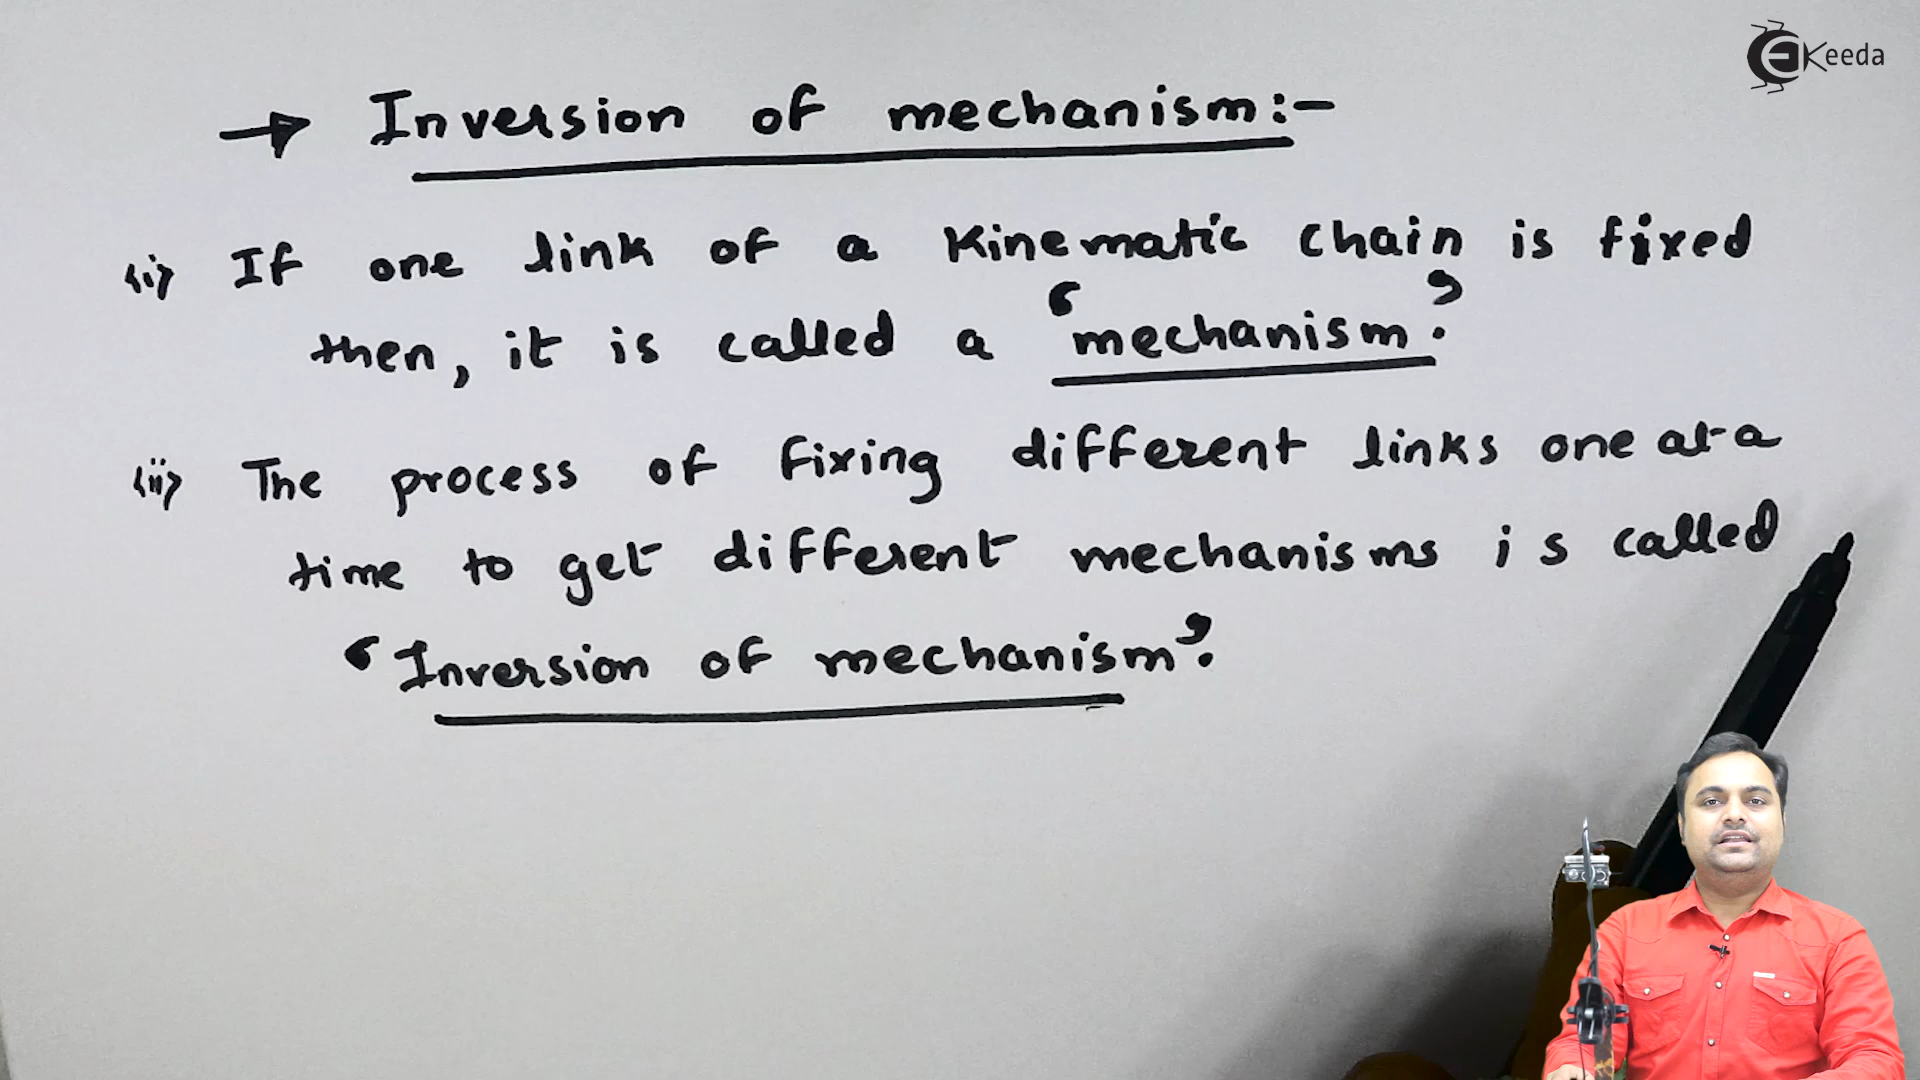 EKeeda
→ Inversion of mechanism:-
(i) If one link of a Kinematic chain is fixed
then, it is called a ‘mechanism’.
(ii) The process of fixing different links one at a
time to get different mechanisms is called
‘Inversion of mechanism’.